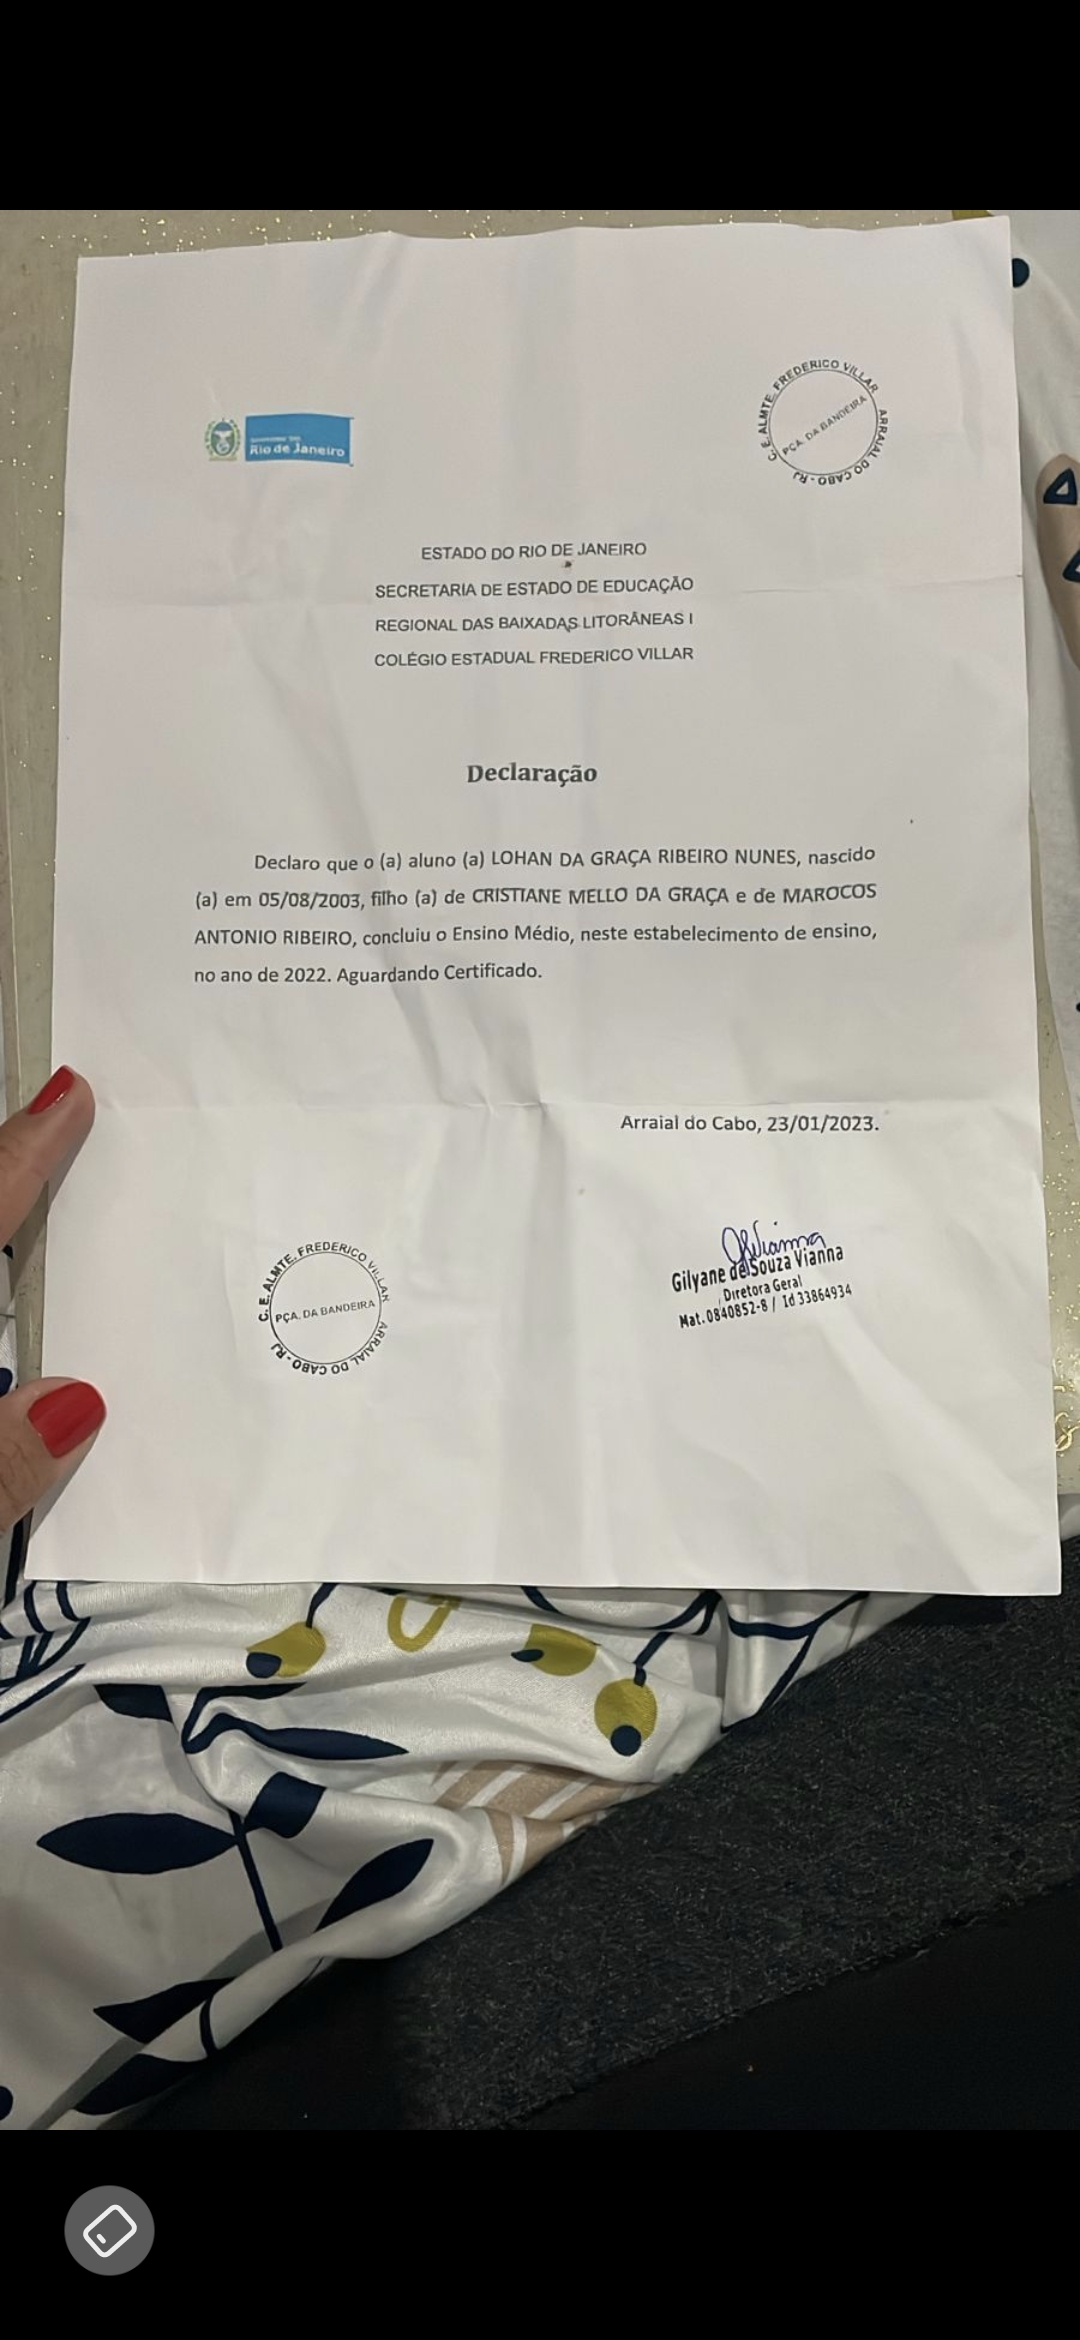 Rio de Janeiro
C. E. ALMTE. FREDERICO VILLAR
PÇA. DA BANDEIRA
ARRAIAL DO CABO - RJ
ESTADO DO RIO DE JANEIRO
SECRETARIA DE ESTADO DE EDUCAÇÃO
REGIONAL DAS BAIXADAS LITORÂNEAS I
COLÉGIO ESTADUAL FREDERICO VILLAR
Declaração
Declaro que o (a) aluno (a) LOHAN DA GRAÇA RIBEIRO NUNES, nascido
(a) em 05/08/2003, filho (a) de CRISTIANE MELLO DA GRAÇA e de MAROCOS
ANTONIO RIBEIRO, concluiu o Ensino Médio, neste estabelecimento de ensino,
no ano de 2022. Aguardando Certificado.
Arraial do Cabo, 23/01/2023.
C. E. ALMTE. FREDERICO VILLAR
PÇA. DA BANDEIRA
ARRAIAL DO CABO - RJ
Gilyane de Souza Vianna
Diretora Geral
Mat. 0840852-8 / Id 33864934